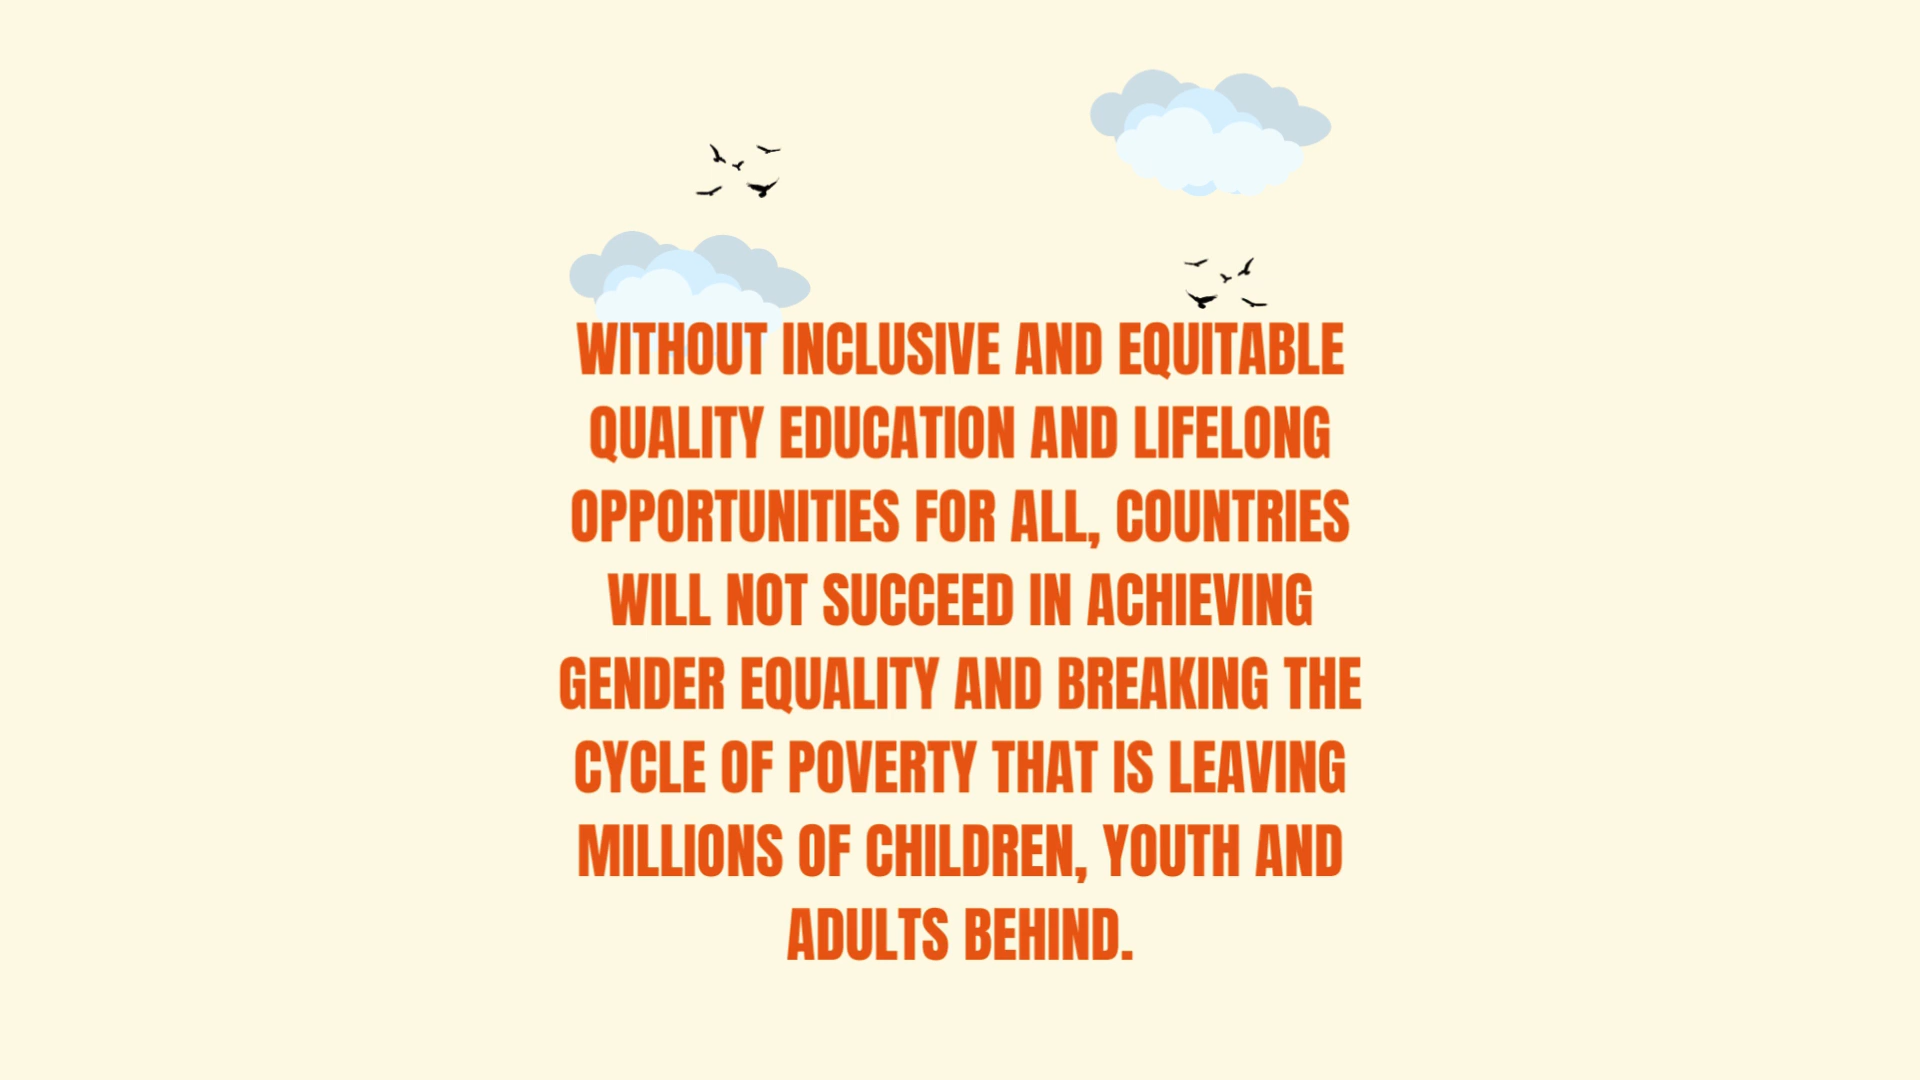 WITHOUT INCLUSIVE AND EQUITABLE
QUALITY EDUCATION AND LIFELONG
OPPORTUNITIES FOR ALL, COUNTRIES
WILL NOT SUCCEED IN ACHIEVING
GENDER EQUALITY AND BREAKING THE
CYCLE OF POVERTY THAT IS LEAVING
MILLIONS OF CHILDREN, YOUTH AND
ADULTS BEHIND.